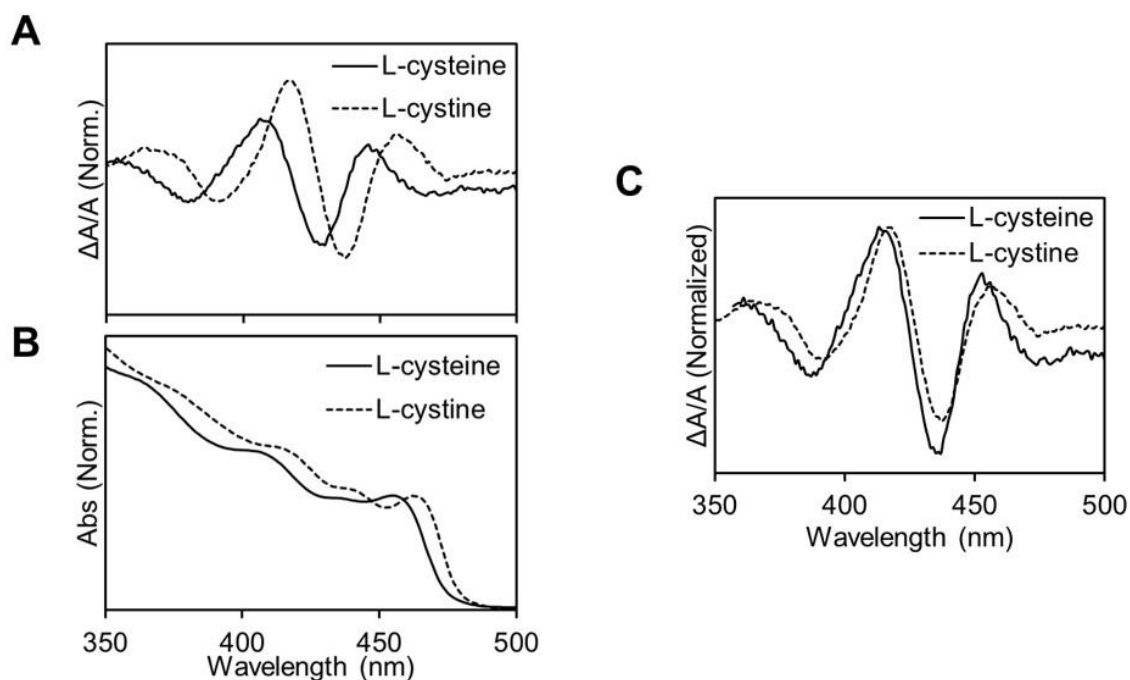 A
ΔA/A (Norm.)
L-cysteine
L-cystine
B
Abs (Norm.)
L-cysteine
L-cystine
350 400 450 500
Wavelength (nm)
C
ΔA/A (Normalized)
L-cysteine
L-cystine
350 400 450 500
Wavelength (nm)